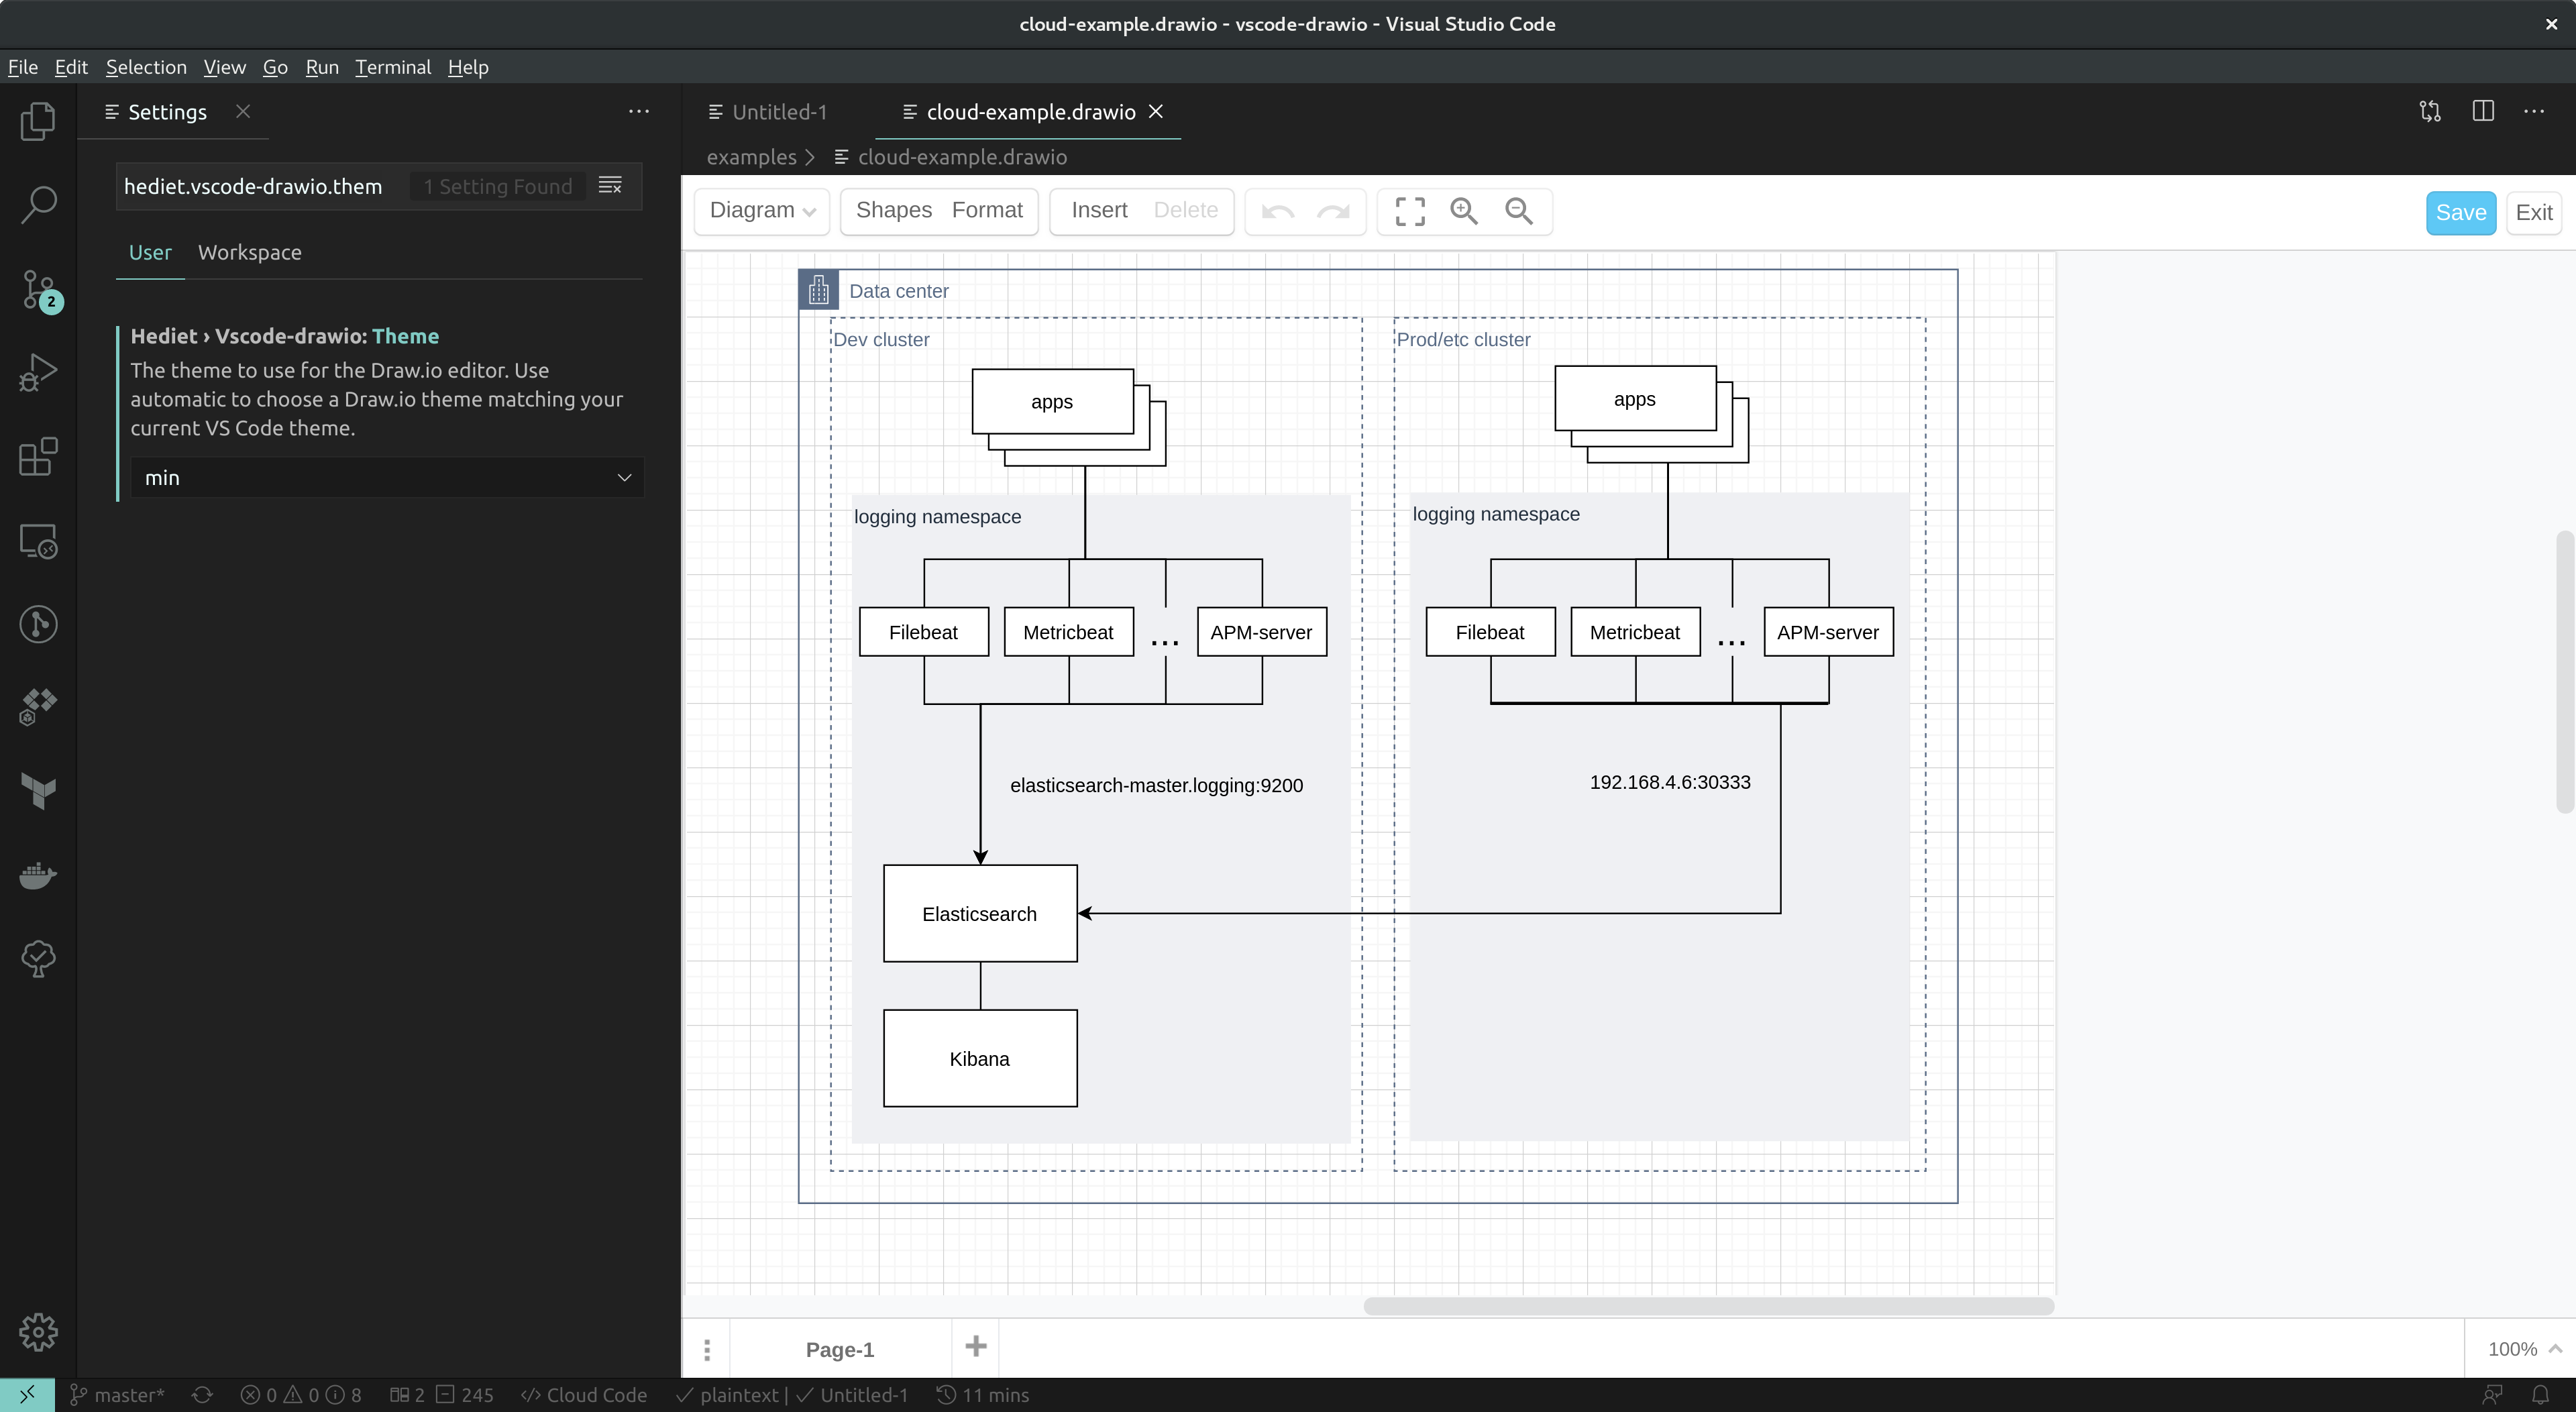 cloud-example.drawio - vscode-drawio - Visual Studio Code
File Edit Selection View Go Run Terminal Help
Settings
Untitled-1 cloud-example.drawio
examples cloud-example.drawio
hediet.vscode-drawio.them 1 Setting Found
User Workspace
2
Hediet › Vscode-drawio: Theme
The theme to use for the Draw.io editor. Use
automatic to choose a Draw.io theme matching your
current VS Code theme.
min
Diagram Shapes Format Insert Delete Save Exit
Data center
Dev cluster
Prod/etc cluster
apps
apps
logging namespace
logging namespace
Filebeat Metricbeat ... APM-server
Filebeat Metricbeat ... APM-server
elasticsearch-master.logging:9200
192.168.4.6:30333
Elasticsearch
Kibana
Page-1
100%
master* 0 0 8 2 245 Cloud Code plaintext | Untitled-1 11 mins